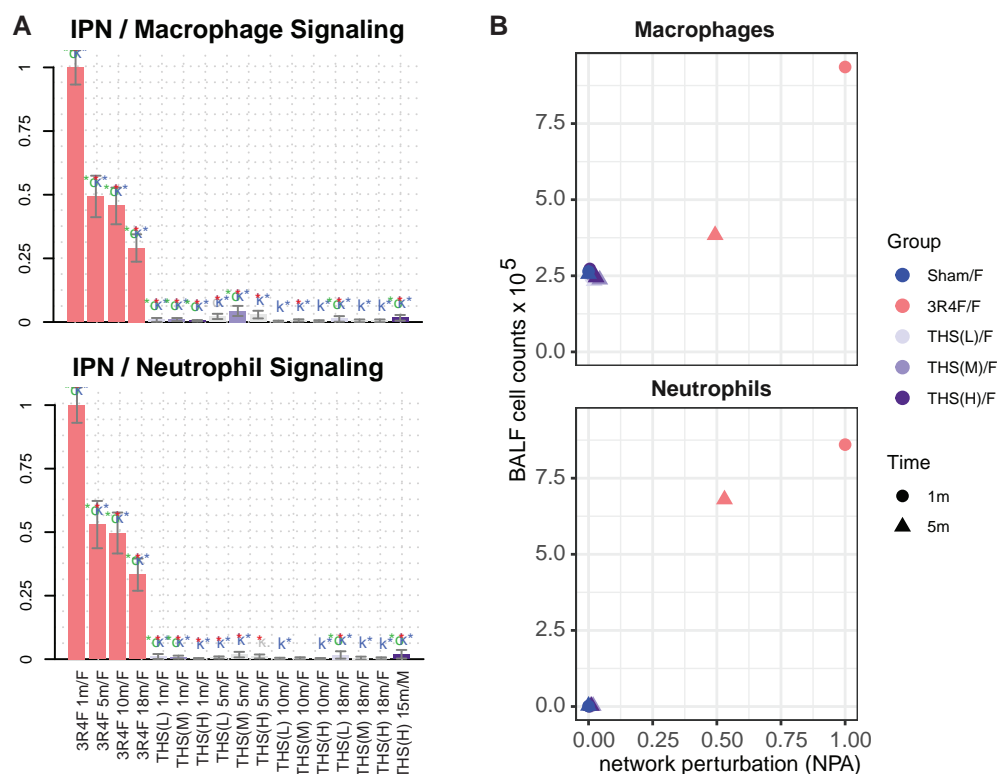 A
IPN / Macrophage Signaling
1
0.75
0.5
0.25
0
IPN / Neutrophil Signaling
1
0.75
0.5
0.25
0
3R4F 1m/F
3R4F 5m/F
3R4F 10m/F
3R4F 18m/F
THS(L) 1m/F
THS(M) 1m/F
THS(H) 1m/F
THS(L) 5m/F
THS(M) 5m/F
THS(H) 5m/F
THS(L) 10m/F
THS(M) 10m/F
THS(H) 10m/F
THS(L) 18m/F
THS(M) 18m/F
THS(H) 18m/F
THS(H) 15m/M
B
Macrophages
7.5
5.0
2.5
0.0
Neutrophils
7.5
5.0
2.5
0.0
0.00 0.25 0.50 0.75 1.00
network perturbation (NPA)
BALF cell counts x 10^5
Group
Sham/F
3R4F/F
THS(L)/F
THS(M)/F
THS(H)/F
Time
1m
5m